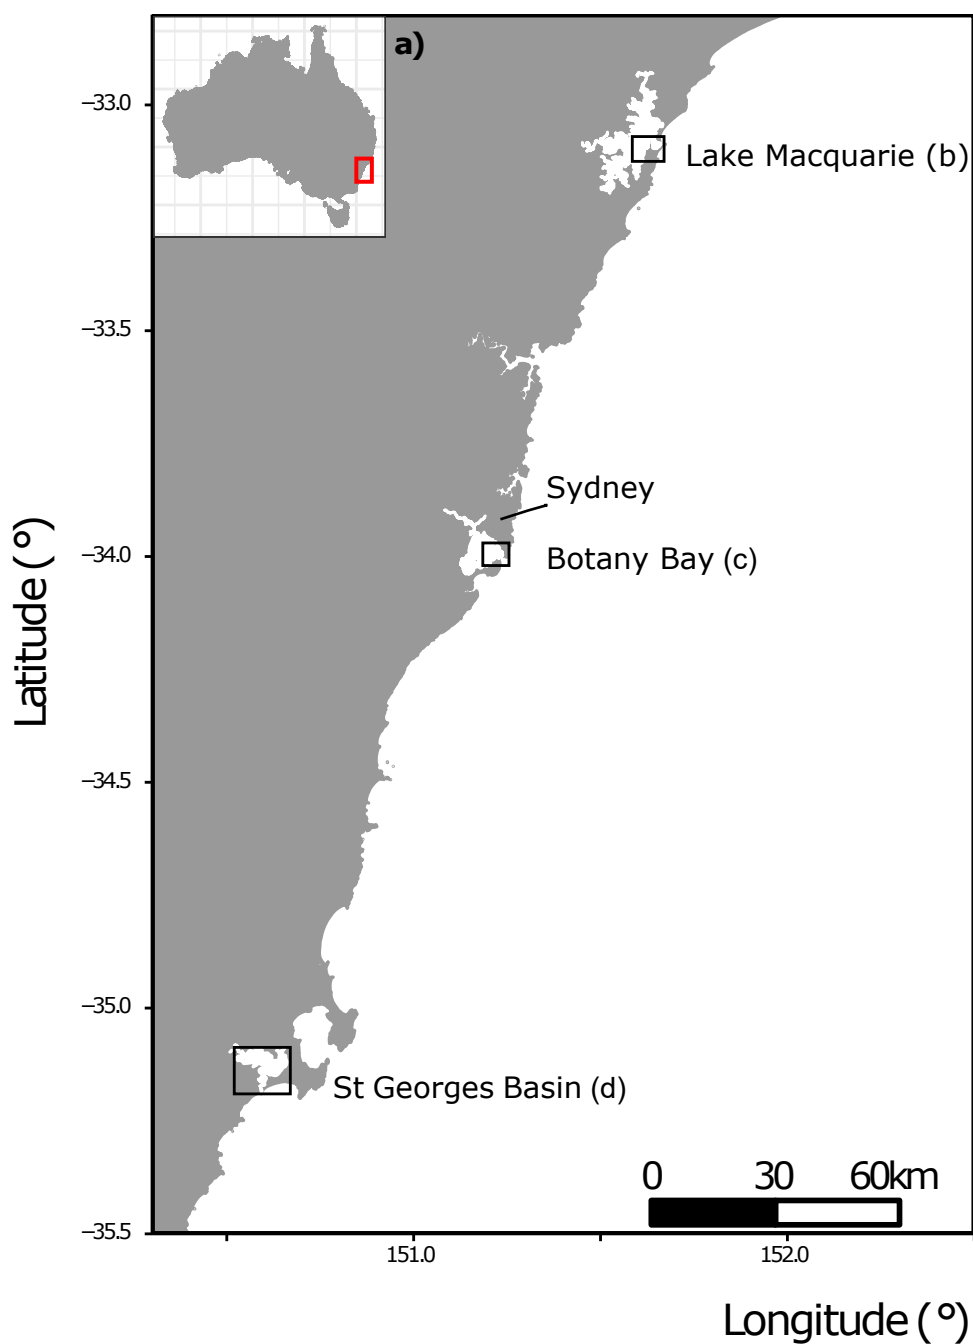 a)
−33.0
Lake Macquarie (b)
−33.5
Sydney
−34.0
Botany Bay (c)
Latitude (°)
−34.5
−35.0
St Georges Basin (d)
0 30 60km
−35.5
151.0 152.0
Longitude (°)